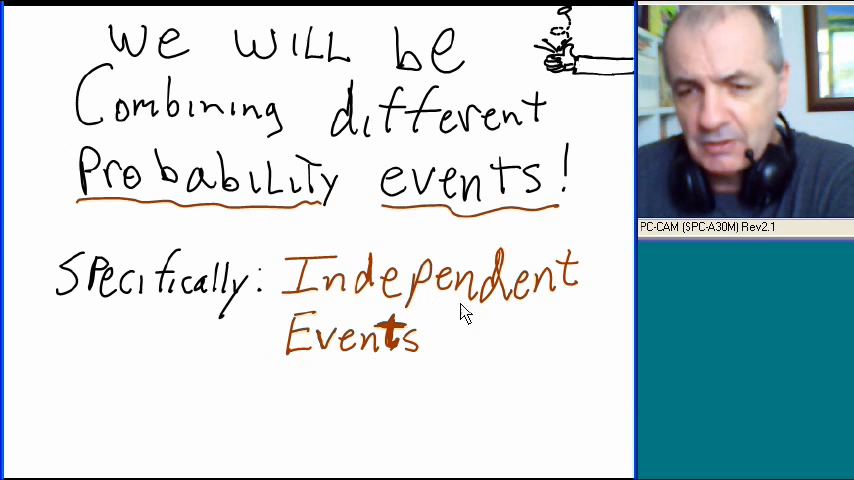 WE WILL be
Combining different
Probability events!
Specifically: Independent
Events
PC-CAM (SPC-A30M) Rev2.1